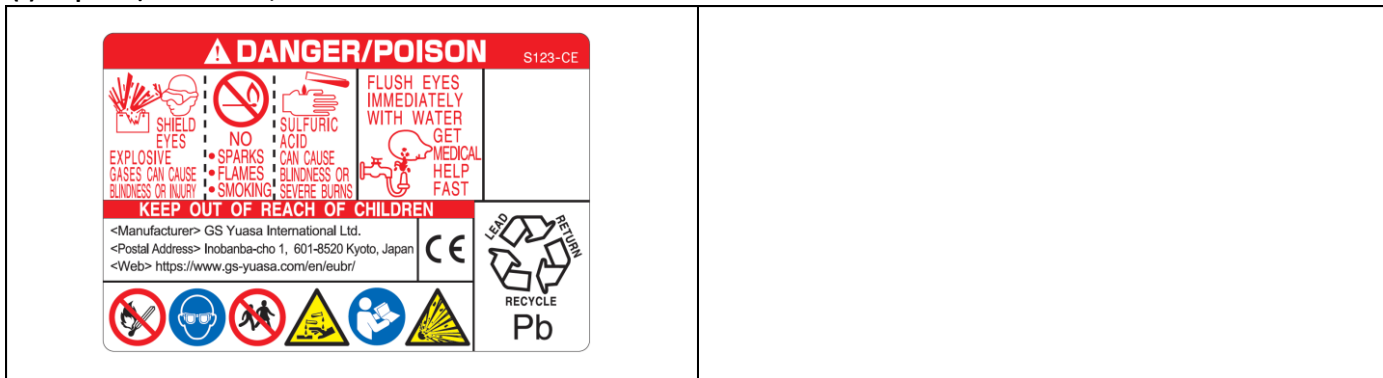 DANGER/POISON
S123-CE
SHIELD
EYES
EXPLOSIVE
GASES CAN CAUSE
BLINDNESS OR INJURY
NO
• SPARKS
• FLAMES
• SMOKING
SULFURIC
ACID
CAN CAUSE
BLINDNESS OR
SEVERE BURNS
FLUSH EYES
IMMEDIATELY
WITH WATER
GET
MEDICAL
HELP
FAST
KEEP OUT OF REACH OF CHILDREN
<Manufacturer> GS Yuasa International Ltd.
<Postal Address> Inobanba-cho 1, 601-8520 Kyoto, Japan
<Web> https://www.gs-yuasa.com/en/eubr/
CE
LEAD
RETURN
RECYCLE
Pb